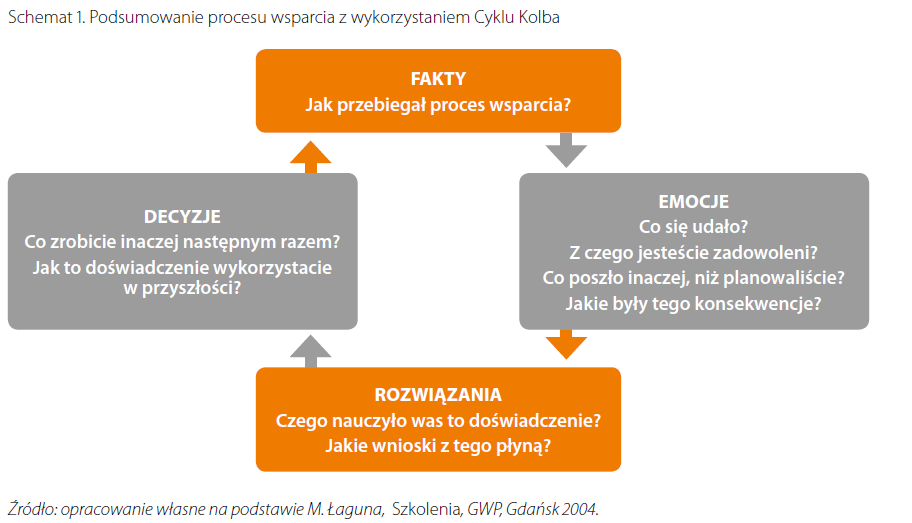 Schemat 1. Podsumowanie procesu wsparcia z wykorzystaniem Cyklu Kolba
FAKTY
Jak przebiegał proces wsparcia?
EMOCJE
Co się udało?
Z czego jesteście zadowoleni?
Co poszło inaczej, niż planowaliście?
Jakie były tego konsekwencje?
ROZWIĄZANIA
Czego nauczyło was to doświadczenie?
Jakie wnioski z tego płyną?
DECYZJE
Co zrobicie inaczej następnym razem?
Jak to doświadczenie wykorzystacie
w przyszłości?
Źródło: opracowanie własne na podstawie M. Łaguna, Szkolenia, GWP, Gdańsk 2004.